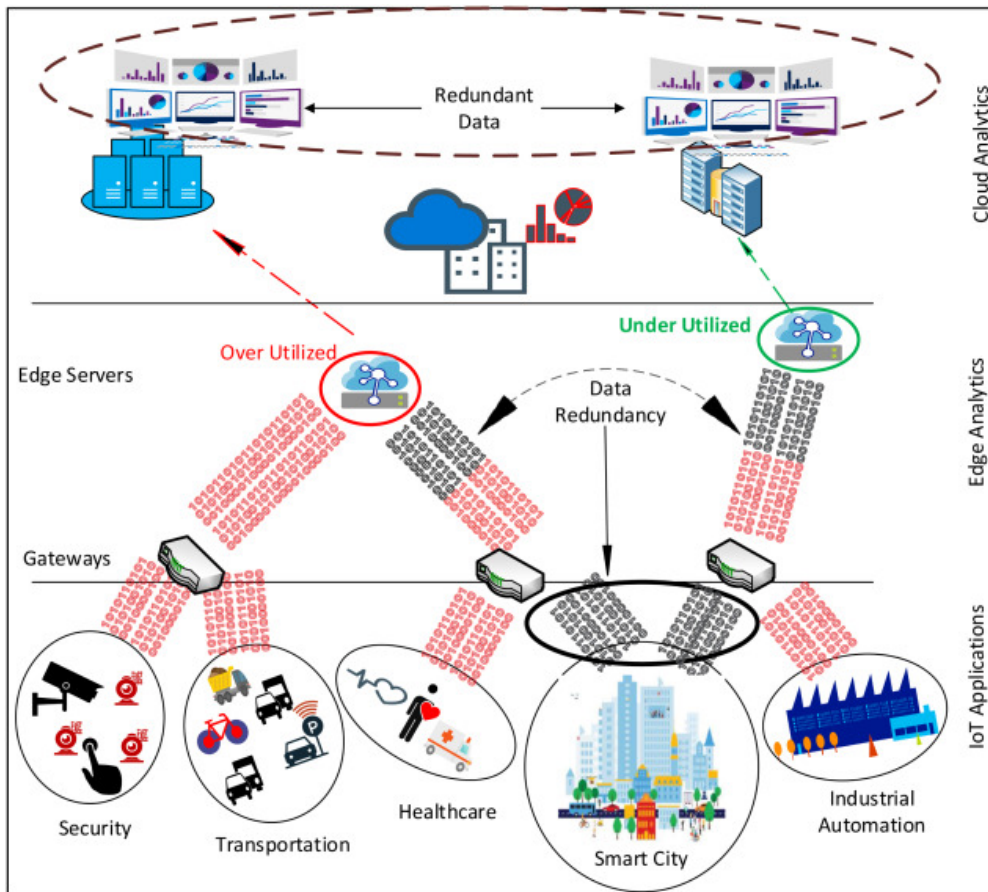 Redundant
Data
Cloud Analytics
Over Utilized
Under Utilized
Edge Servers
Data
Redundancy
Edge Analytics
Gateways
IoT Applications
P
Security
Transportation
Healthcare
Smart City
Industrial
Automation